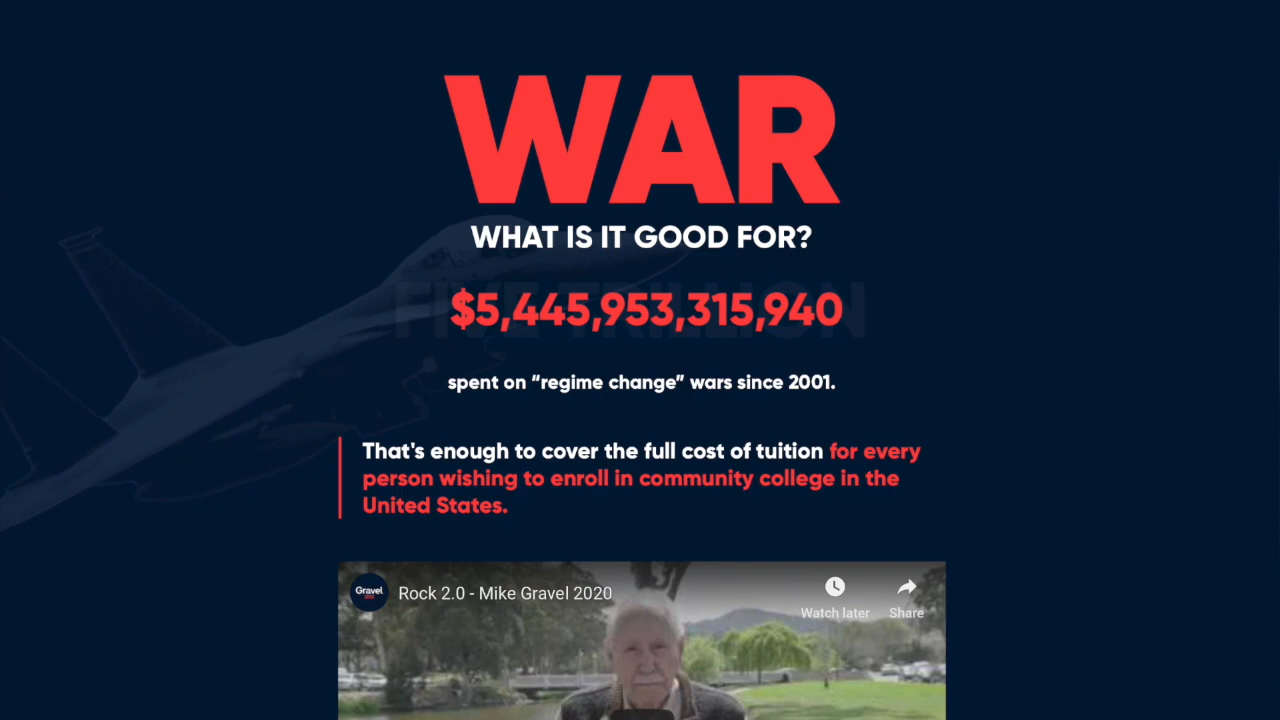 WAR
WHAT IS IT GOOD FOR?
FIVE TRILLION
$5,445,953,315,940
spent on “regime change” wars since 2001.
That's enough to cover the full cost of tuition for every
person wishing to enroll in community college in the
United States.
Gravel
Rock 2.0 - Mike Gravel 2020
Watch later
Share